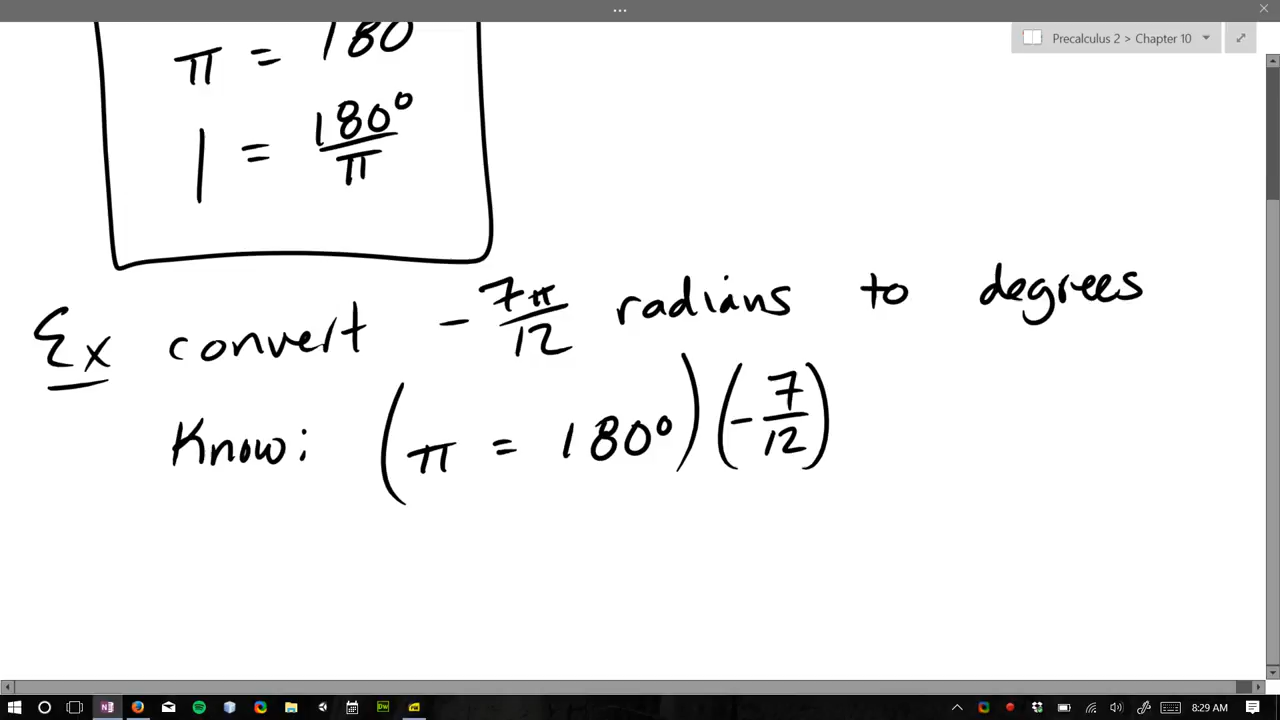 ...
Precalculus 2 > Chapter 10
π = 180
1 = 180°/π
Ex convert -7π/12 radians to degrees
Know: (π = 180°)(-7/12)
8:29 AM